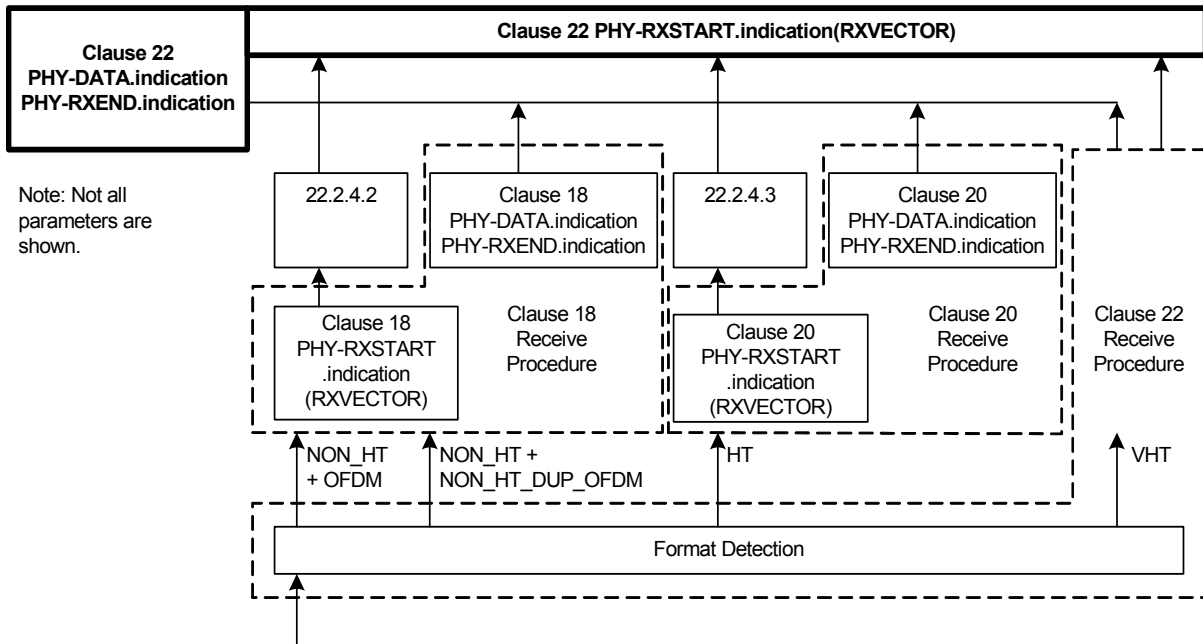 Clause 22 PHY-RXSTART.indication(RXVECTOR)
Clause 22
PHY-DATA.indication
PHY-RXEND.indication
Note: Not all
parameters are
shown.
22.2.4.2
Clause 18
PHY-DATA.indication
PHY-RXEND.indication
22.2.4.3
Clause 20
PHY-DATA.indication
PHY-RXEND.indication
Clause 18
PHY-RXSTART
.indication
(RXVECTOR)
Clause 18
Receive
Procedure
Clause 20
PHY-RXSTART
.indication
(RXVECTOR)
Clause 20
Receive
Procedure
Clause 22
Receive
Procedure
NON_HT
+ OFDM
NON_HT +
NON_HT_DUP_OFDM
HT
VHT
Format Detection